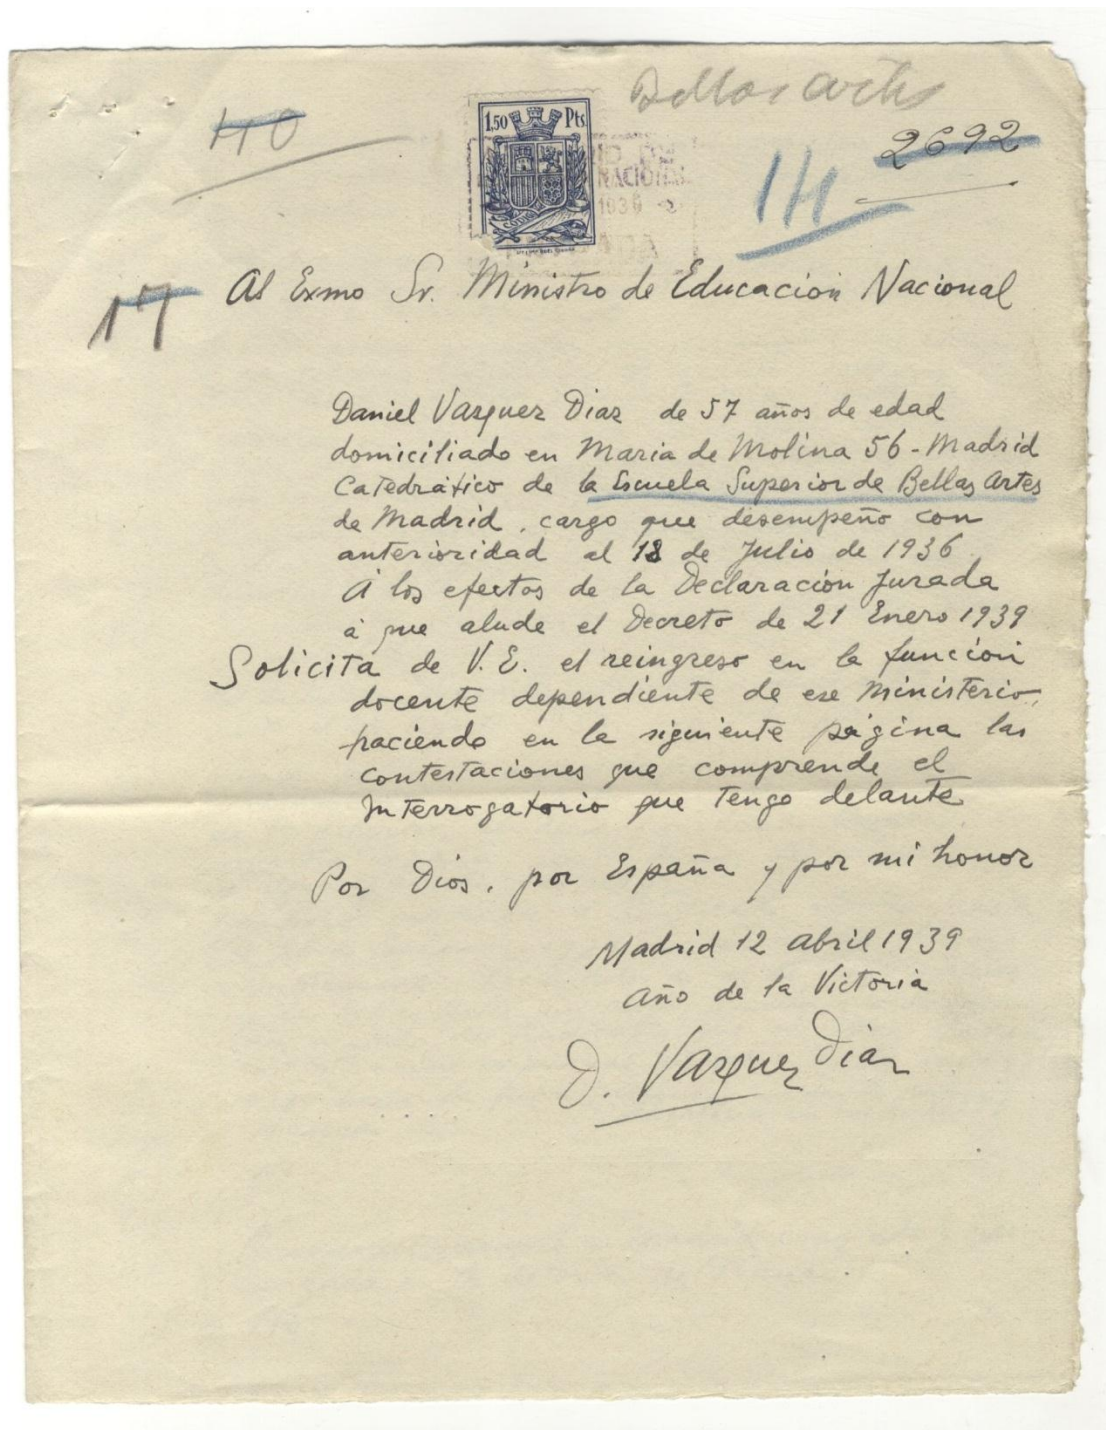 Bellas artes
40
1,50 Pts
2692
NACIONAL
1939
14
17
Al Exmo Sr. Ministro de Educación Nacional
Daniel Vazquez Diaz de 57 años de edad
domiciliado en Maria de Molina 56 - Madrid
Catedrático de la Escuela Superior de Bellas Artes
de Madrid, cargo que desempeño con
anterioridad al 18 de Julio de 1936
A los efectos de la Declaración Jurada
á que alude el Decreto de 21 Enero 1939
Solicita de V. E. el reingreso en la función
docente dependiente de ese Ministerio,
haciendo en la siguiente página las
contestaciones que comprende el
interrogatorio que tengo delante
Por Dios, por España y por mi honor
Madrid 12 abril 1939
año de la Victoria
D. Vazquez Diaz